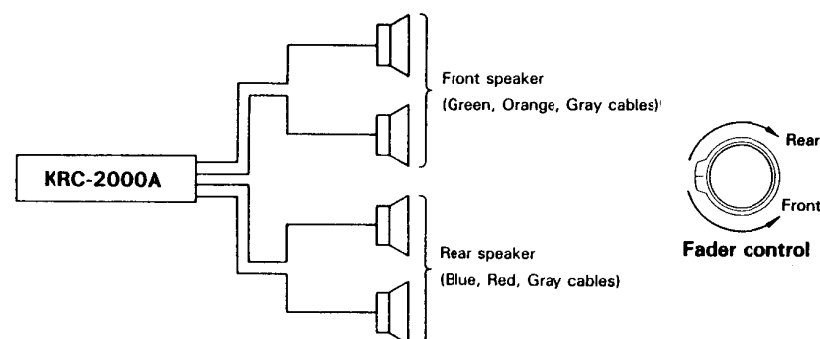 Front speaker
(Green, Orange, Gray cables)
KRC-2000A
Rear
Front
Fader control
Rear speaker
(Blue, Red, Gray cables)